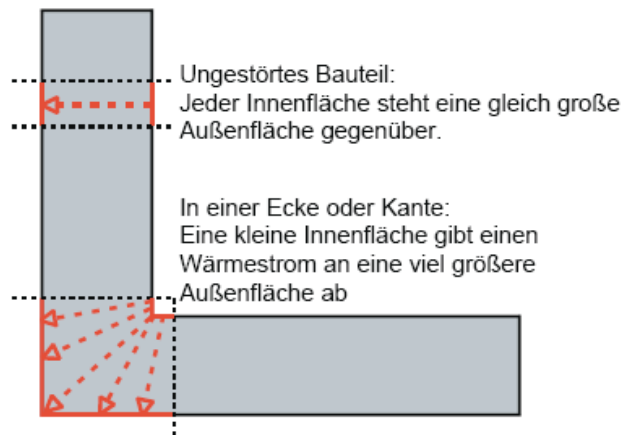 Ungestörtes Bauteil:
Jeder Innenfläche steht eine gleich große
Außenfläche gegenüber.
In einer Ecke oder Kante:
Eine kleine Innenfläche gibt einen
Wärmestrom an eine viel größere
Außenfläche ab